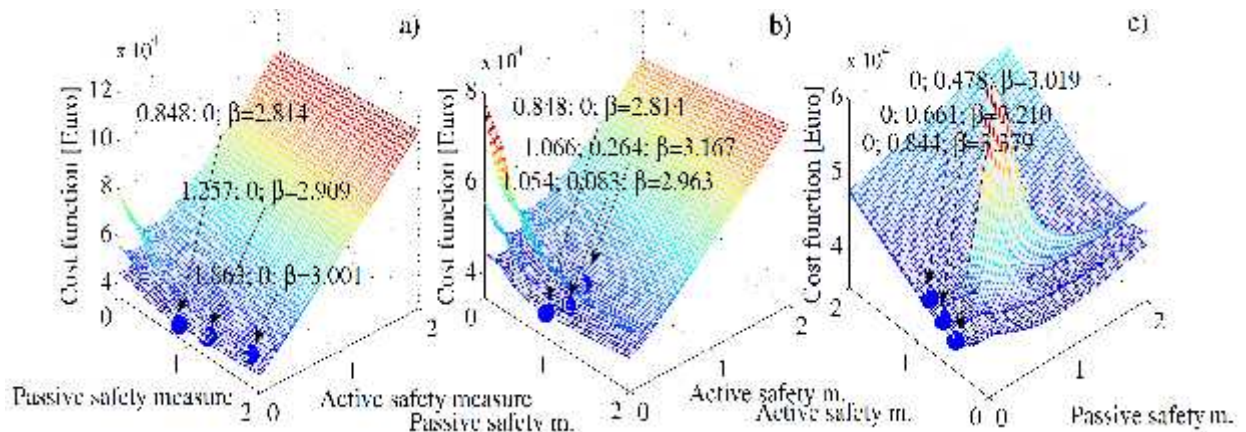 a)
x 10⁴
Cost function [Euro]
12
10
8
6
4
0.848; 0; β=2.814
1.257; 0; β=2.909
1.863; 0; β=3.001
0
1
2
Passive safety measure
0
1
2
Active safety measure
b)
x 10⁴
Cost function [Euro]
8
6
4
0.848; 0; β=2.814
1.066; 0.264; β=3.167
1.054; 0.083; β=2.963
0
1
2
Passive safety m.
0
1
2
Active safety m.
c)
Cost function [Euro]
6
5
4
0; 0.478; β=3.019
0; 0.661; β=3.210
0; 0.844; β=3.379
2
1
0
Active safety m.
0
1
2
Passive safety m.